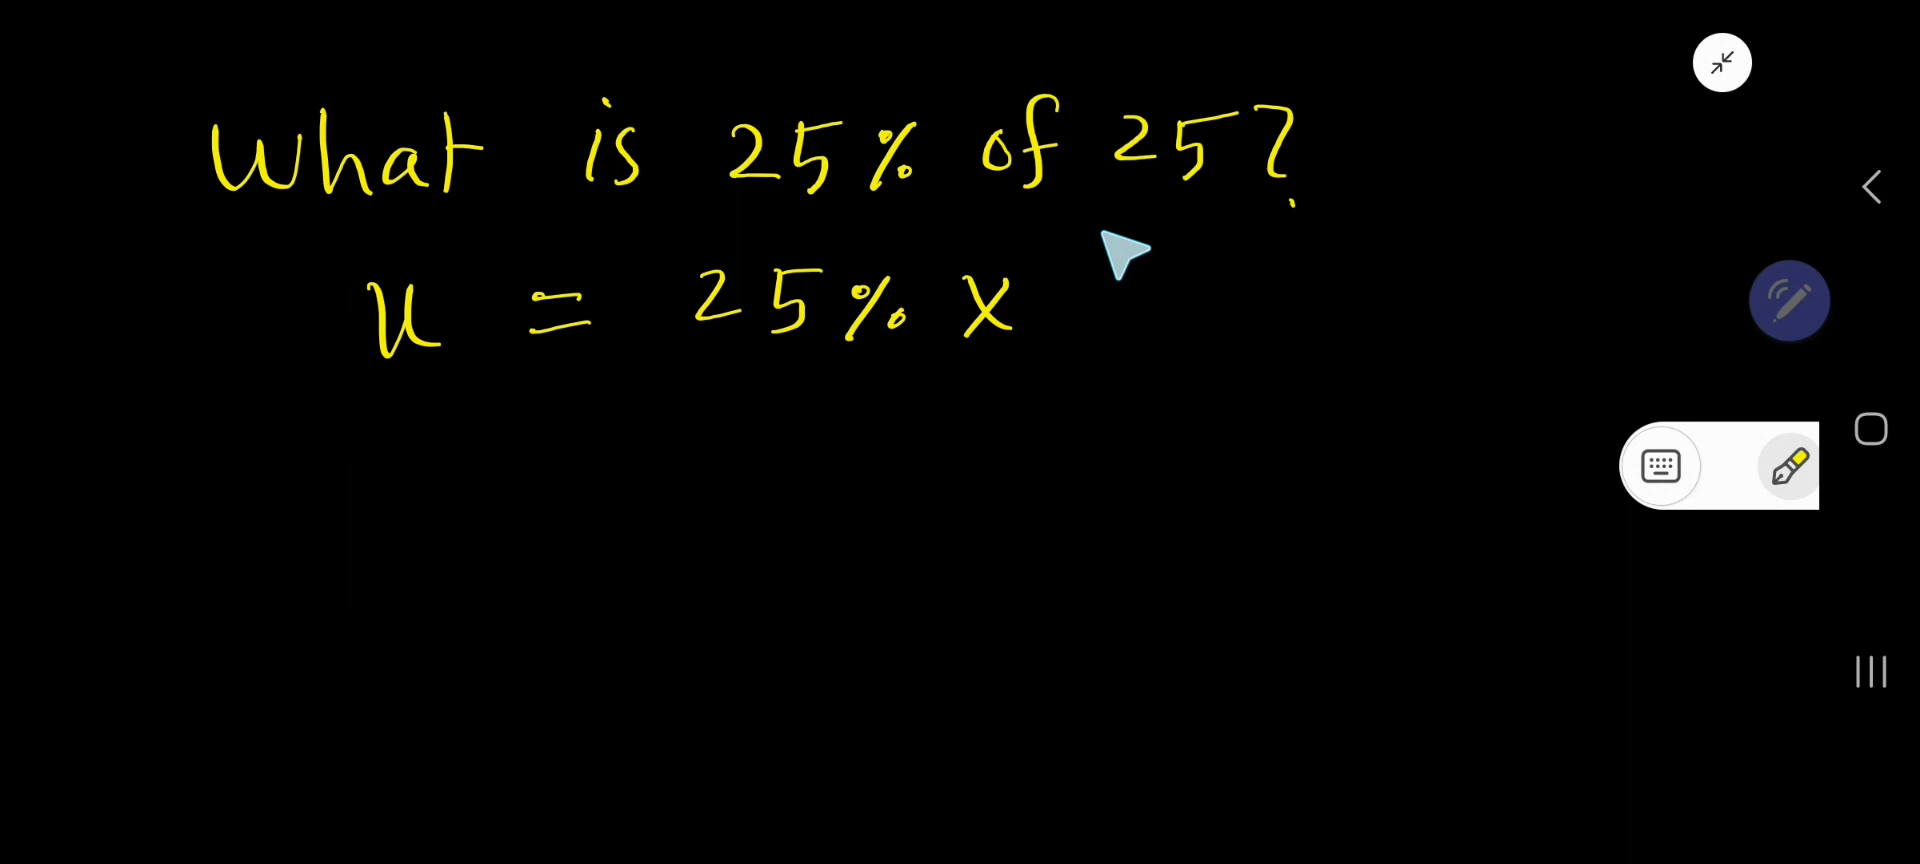 What is 25% of 25?
x = 25% ×